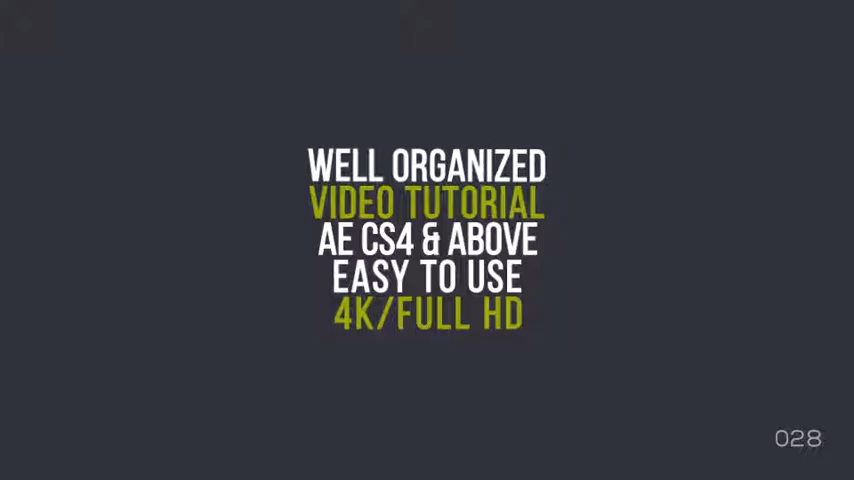 WELL ORGANIZED
VIDEO TUTORIAL
AE CS4 & ABOVE
EASY TO USE
4K/FULL HD
028